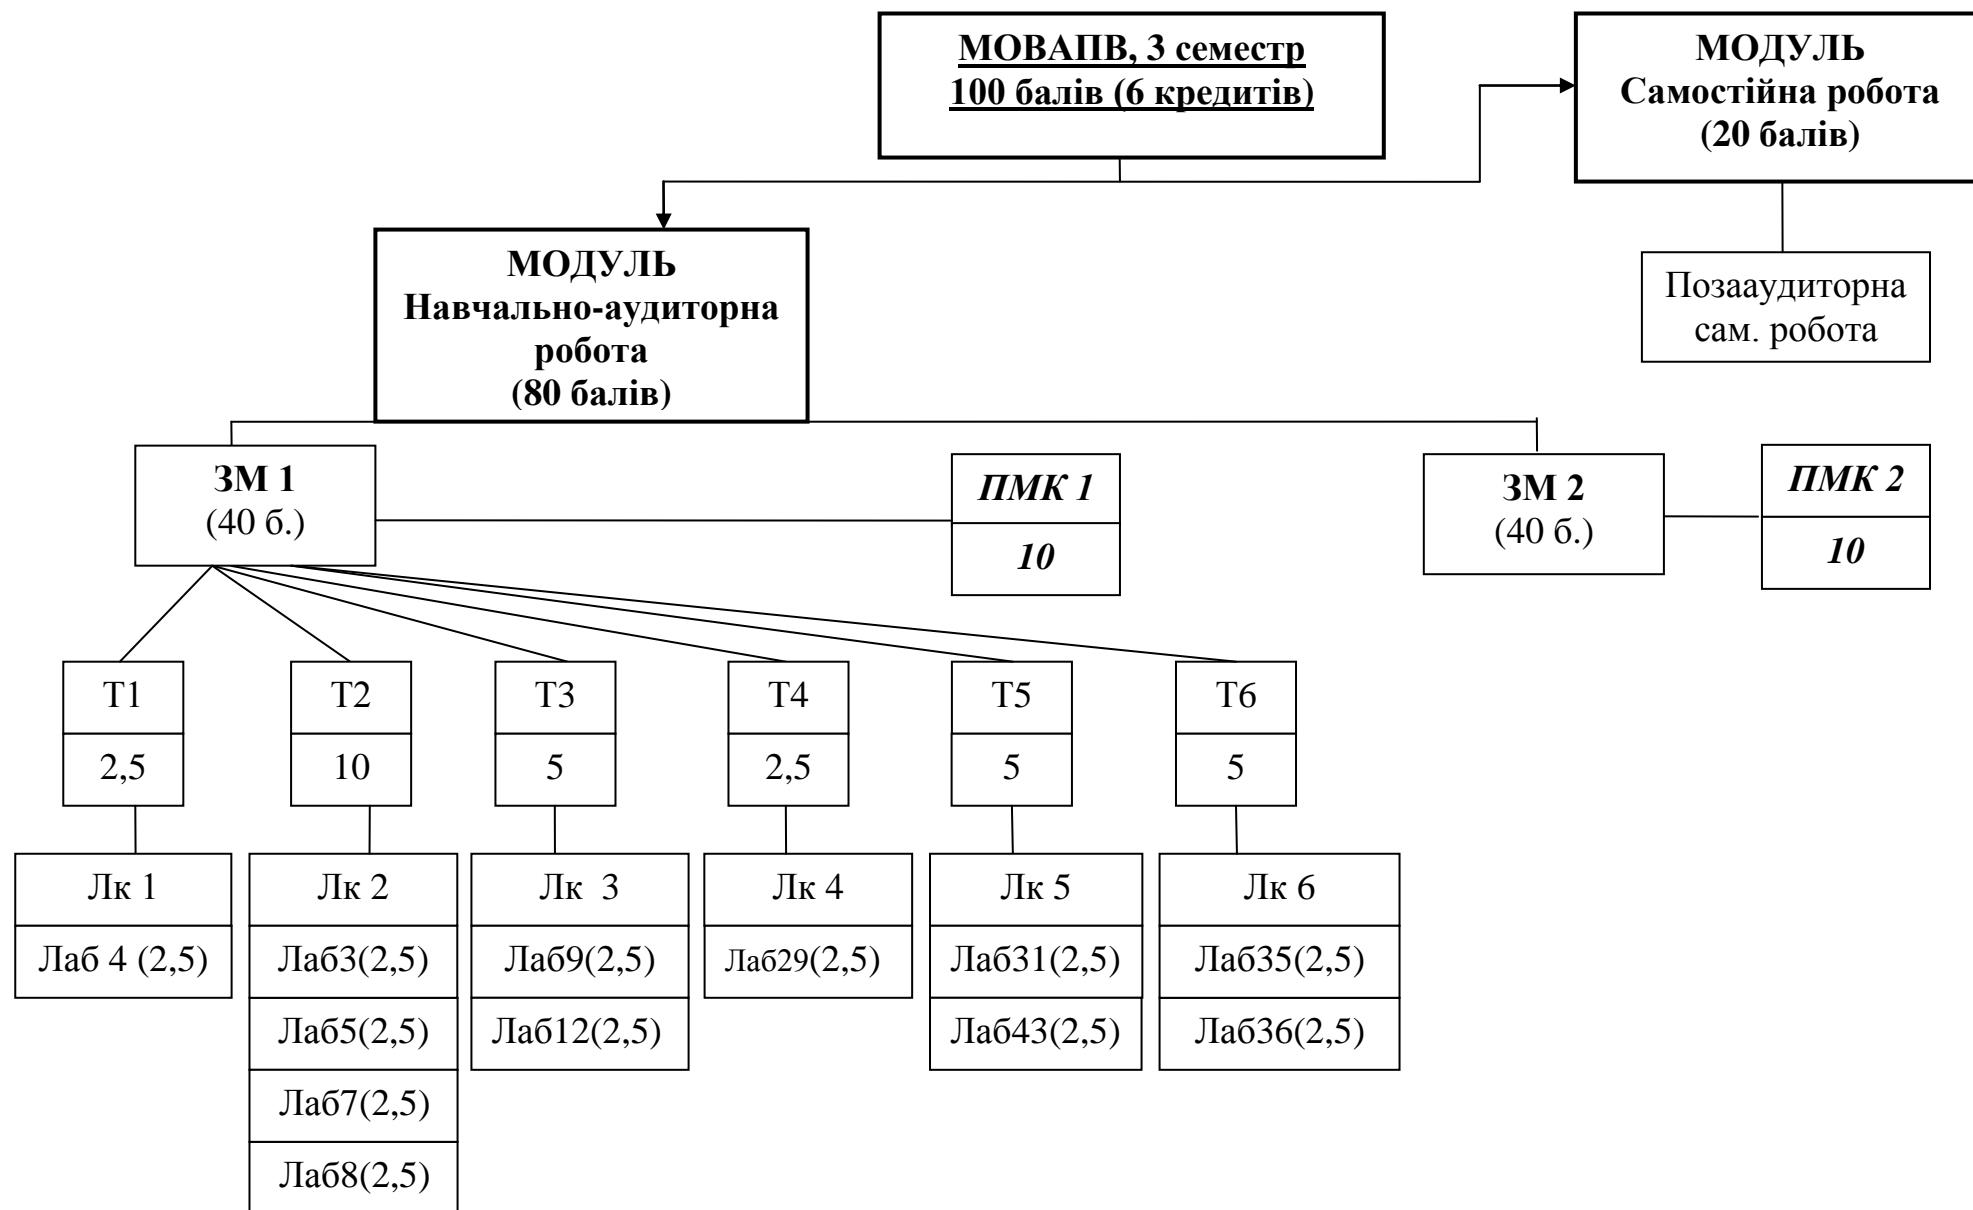 МОВАПВ, 3 семестр
100 балів (6 кредитів)
МОДУЛЬ
Самостійна робота
(20 балів)
МОДУЛЬ
Навчально-аудиторна
робота
(80 балів)
Позааудиторна
сам. робота
ЗМ 1
(40 б.)
ПМК 1
10
ЗМ 2
(40 б.)
ПМК 2
10
Т1
2,5
Т2
10
Т3
5
Т4
2,5
Т5
5
Т6
5
Лк 1
Лаб 4 (2,5)
Лк 2
Лаб3(2,5)
Лаб5(2,5)
Лаб7(2,5)
Лаб8(2,5)
Лк  3
Лаб9(2,5)
Лаб12(2,5)
Лк 4
Лаб29(2,5)
Лк 5
Лаб31(2,5)
Лаб43(2,5)
Лк 6
Лаб35(2,5)
Лаб36(2,5)